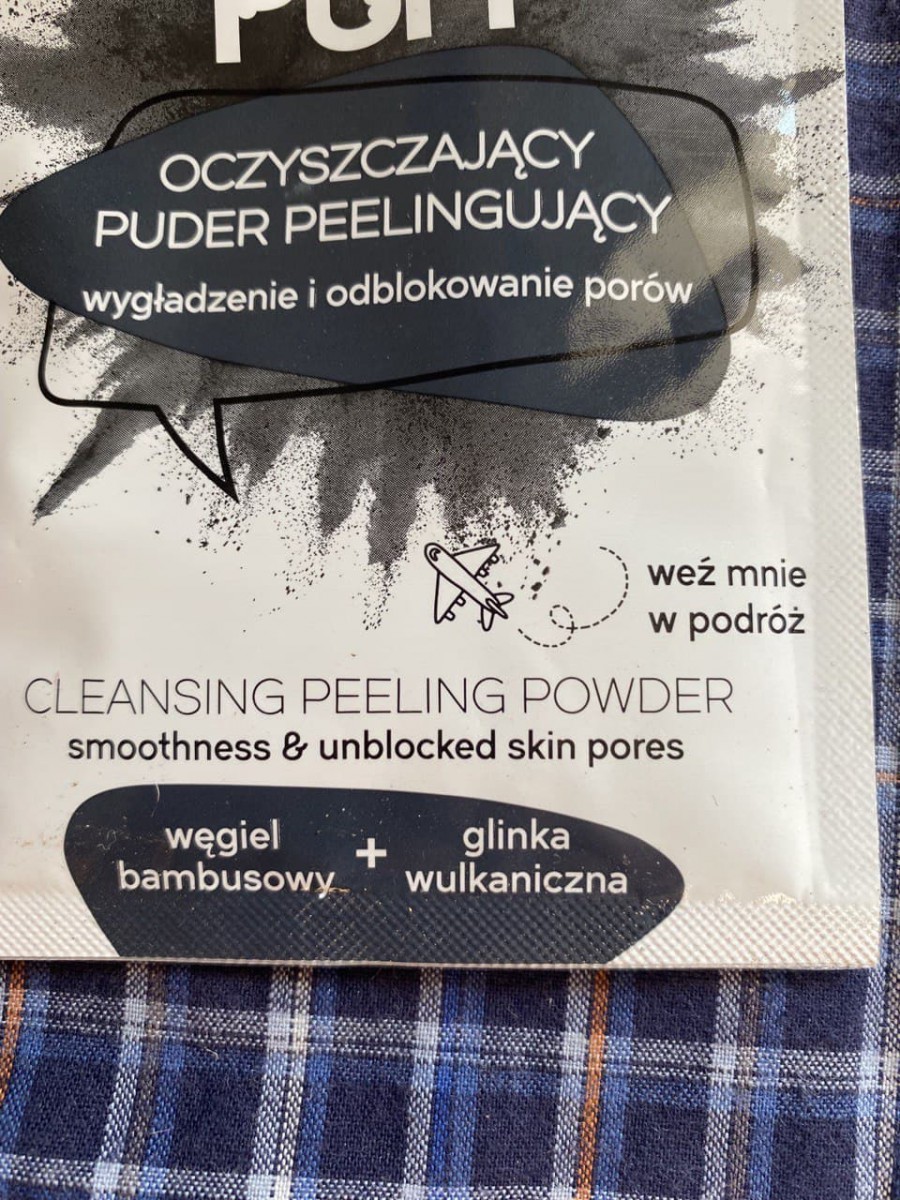 OCZYSZCZAJĄCY
PUDER PEELINGUJĄCY
wygładzenie i odblokowanie porów
weź mnie
w podróż
CLEANSING PEELING POWDER
smoothness & unblocked skin pores
węgiel
bambusowy
+
glinka
wulkaniczna